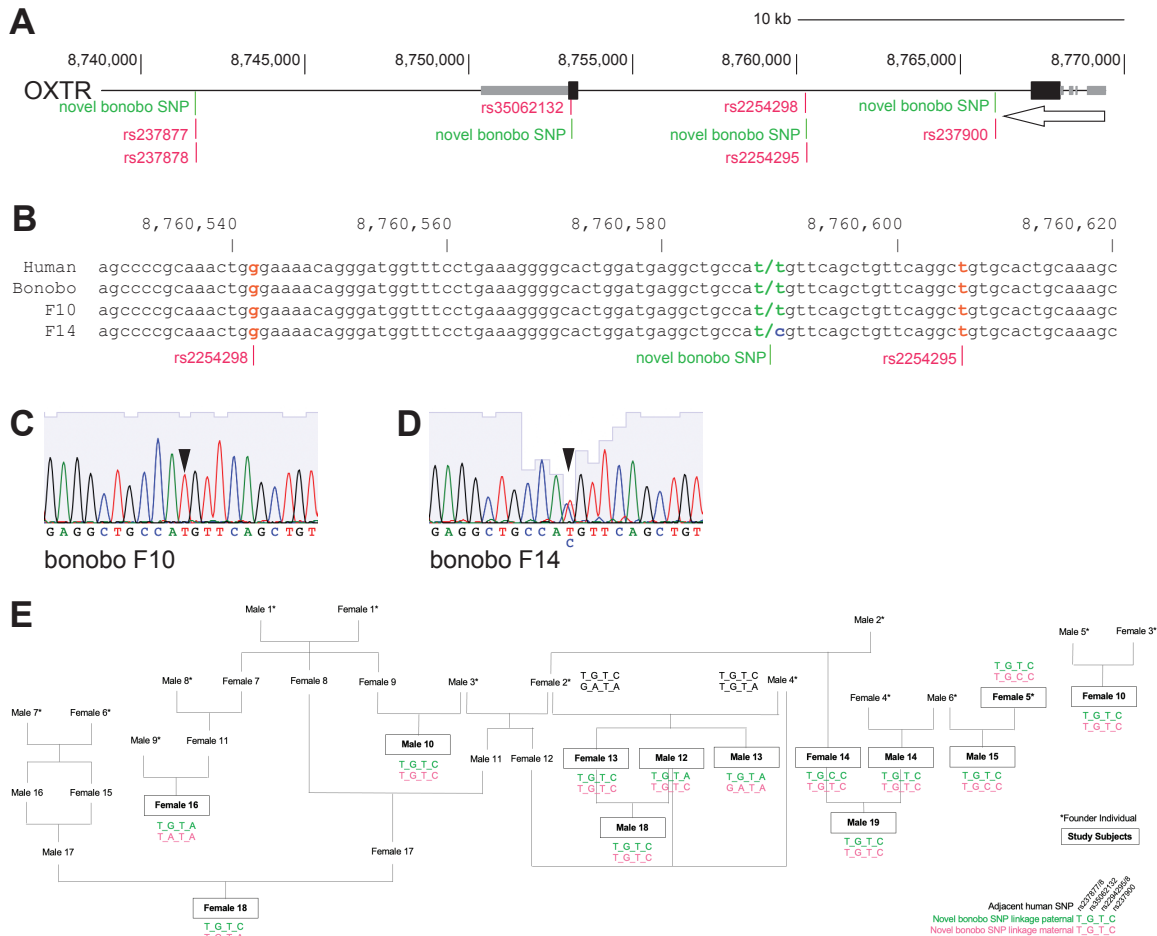 A
10 kb
8,740,000 8,745,000 8,750,000 8,755,000 8,760,000 8,765,000 8,770,000
OXTR
novel bonobo SNP rs35062132 rs2254298 novel bonobo SNP
rs237877 novel bonobo SNP novel bonobo SNP rs237900
rs237878 rs2254295
B
8,760,540 8,760,560 8,760,580 8,760,600 8,760,620
Human agccccgcaaactgggaaaacagggatggtttcctgaaaggggcactggatgaggctgccat/tgttcagctgttcaggctgtgcactgcaaagc
Bonobo agccccgcaaactgggaaaacagggatggtttcctgaaaggggcactggatgaggctgccat/tgttcagctgttcaggctgtgcactgcaaagc
F10 agccccgcaaactgggaaaacagggatggtttcctgaaaggggcactggatgaggctgccat/tgttcagctgttcaggctgtgcactgcaaagc
F14 agccccgcaaactgggaaaacagggatggtttcctgaaaggggcactggatgaggctgccat/cgttcagctgttcaggctgtgcactgcaaagc
rs2254298 novel bonobo SNP rs2254295
C
GAGGCTGCCATGTTCAGCTGT
bonobo F10
D
GAGGCTGCCATGTTCAGCTGT
C
bonobo F14
E
Male 1* Female 1* Male 2*
Male 5* Female 3*
Male 8* Female 7 Female 8 Female 9 Male 3* Female 2* T_G_T_C T_G_T_C Male 4* T_G_T_C
G_A_T_A T_G_T_A T_G_C_C
Female 4* Male 6* Female 5* Female 10
Male 7* Female 6* T_G_T_C
T_G_T_C
Male 9* Female 11 Male 10 Male 11 Female 12 Female 13 Male 12 Male 13 Female 14 Male 14 Male 15
T_G_T_C T_G_T_C T_G_T_A T_G_T_A T_G_C_C T_G_T_C T_G_T_C
T_G_T_C T_G_T_C T_G_T_C G_A_T_A T_G_T_C T_G_T_C T_G_C_C
Male 16 Female 15 Female 16
T_G_T_A
T_A_T_A
*Founder Individual
Male 18 Male 19 Study Subjects
T_G_T_C T_G_T_C
T_G_T_C T_G_T_C
Male 17 Female 17
Female 18
T_G_T_C
T_G_T_A
rs237877/8
rs35062132
rs2294295/8
rs237900
Adjacent human SNP
Novel bonobo SNP linkage paternal T_G_T_C
Novel bonobo SNP linkage maternal T_G_T_C